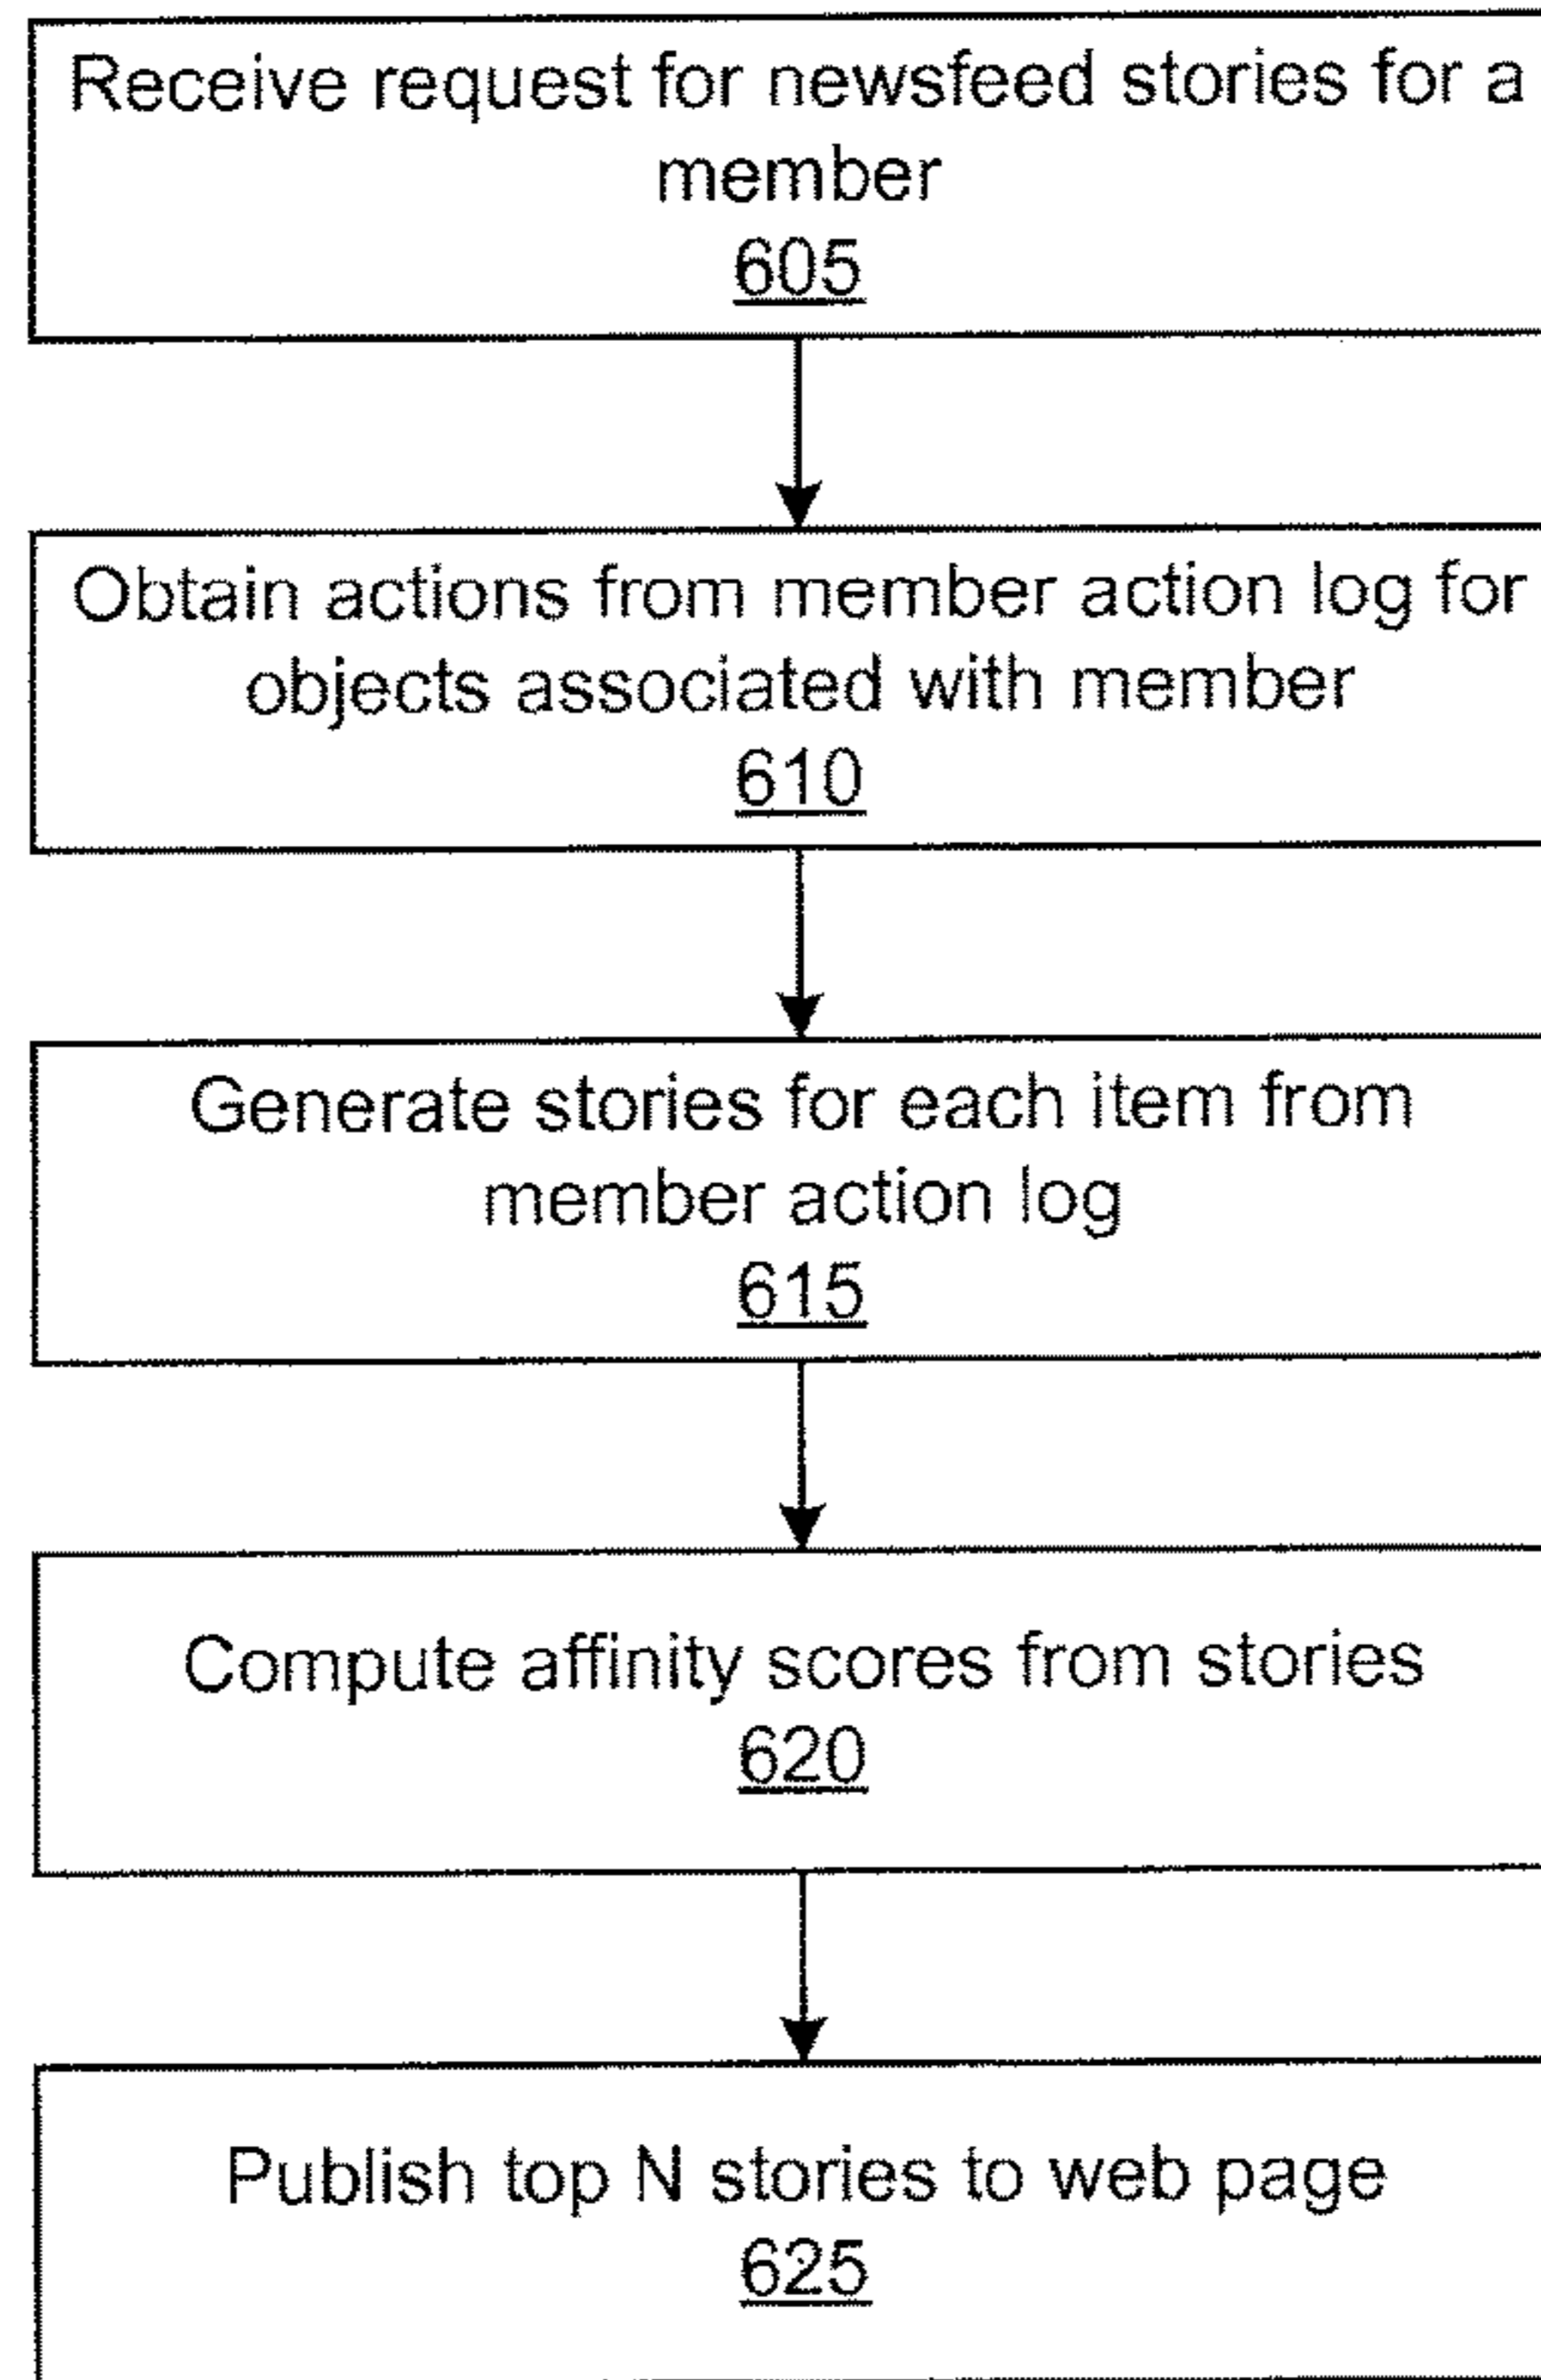 Receive request for newsfeed stories for a
member
605
Obtain actions from member action log for
objects associated with member
610
Generate stories for each item from
member action log
615
Compute affinity scores from stories
620
Publish top N stories to web page
625